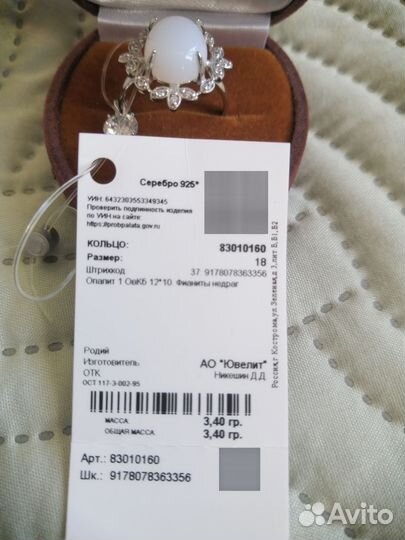 Серебро 925*
УИН: 6432303553349345
Проверить подлинность изделия
по УИН на сайте:
https://probpalata.gov.ru
КОЛЬЦО: 83010160
Размер: 18
Штрихкод 37 9178078363356
Опалит 1 ОвКб 12*10. Фианиты недраг
Родий
Изготовитель АО "Ювелит"
ОТК Никешин Д.Д.
ОСТ 117-3-002-95
МАССА: 3,40 гр.
ОБЩАЯ МАССА: 3,40 гр.
Арт.: 83010160
Шк.: 9178078363356
Россия, г. Кострома, ул. Зеленая, д 3, лит Б, Б1, Б2
Avito